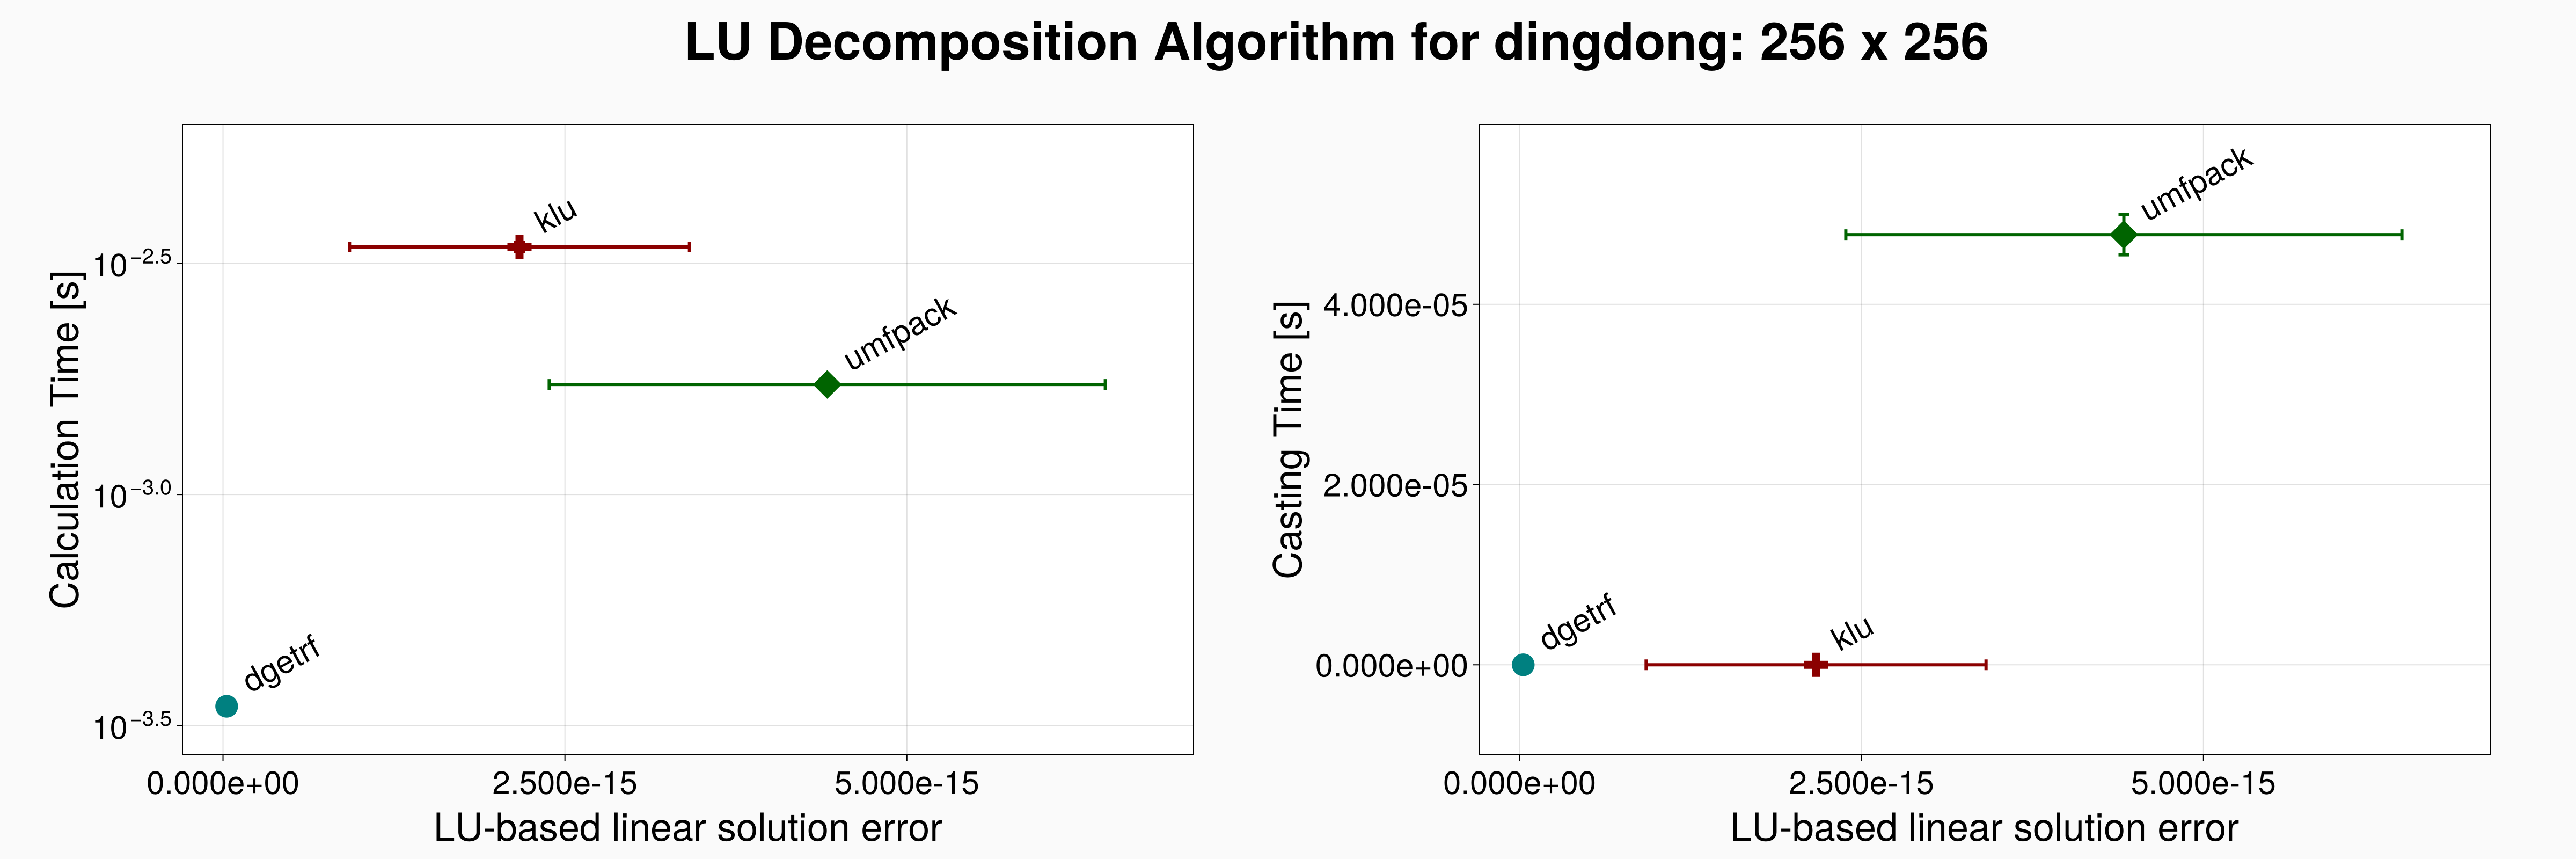 LU Decomposition Algorithm for dingdong: 256 x 256
Calculation Time [s]
10−2.5
10−3.0
10−3.5
klu
umfpack
dgetrf
0.000e+00 2.500e-15 5.000e-15
LU-based linear solution error
Casting Time [s]
4.000e-05
2.000e-05
0.000e+00
umfpack
dgetrf
klu
0.000e+00 2.500e-15 5.000e-15
LU-based linear solution error